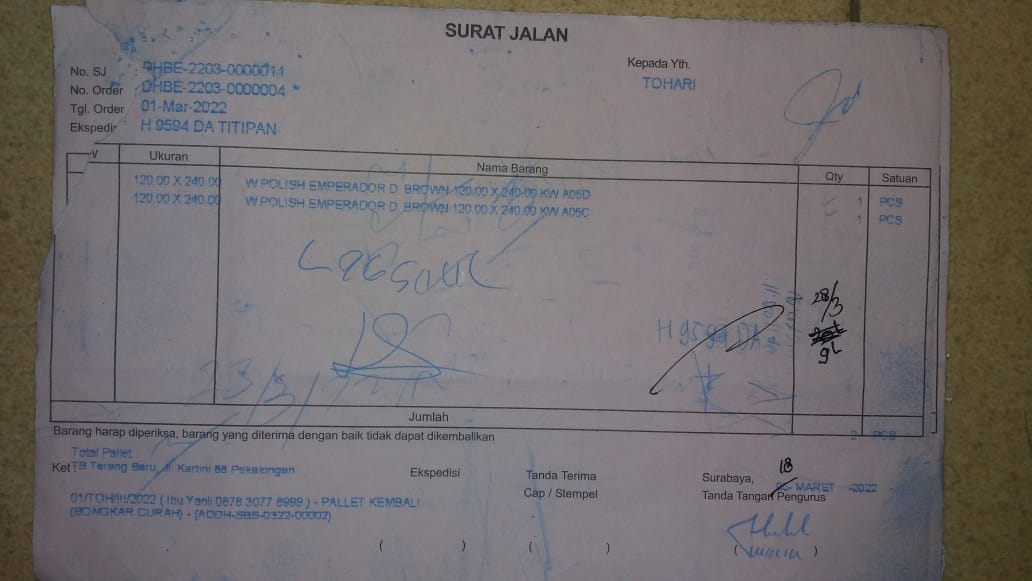 SURAT JALAN
No. SJ : DHBE-2203-0000011
No. Order DHBE-2203-0000004
Tgl. Order 01-Mar-2022
H 9594 DA TITIPAN
Kepada Yth.
TOHARI
Ukuran Nama Barang Qty Satuan
120.00 X 240.00 W POLISH EMPERADOR D. BROWN 120.00 X 240.00 KW A05D 1 PCS
120.00 X 240.00 W POLISH EMPERADOR D. BROWN 120.00 X 240.00 KW A05C 1 PCS
28/3
H 9594 DA
gL
23/3/
Jumlah
2 PCS
Barang harap diperiksa, barang yang diterima dengan baik tidak dapat dikembalikan
Total Pallet
Ket : TB Terang Baru, Jl Kartini 88 Pekalongan
01/TOH/III/2022 ( Ibu Yanli 0878 3077 8999 ) - PALLET KEMBALI
(BONGKAR CURAH) - (ADDH-SBS-0322-00002)
Ekspedisi
( )
Tanda Terima
Cap / Stempel
( )
18
Surabaya, MARET -2022
Tanda Tangan Pengurus
( )